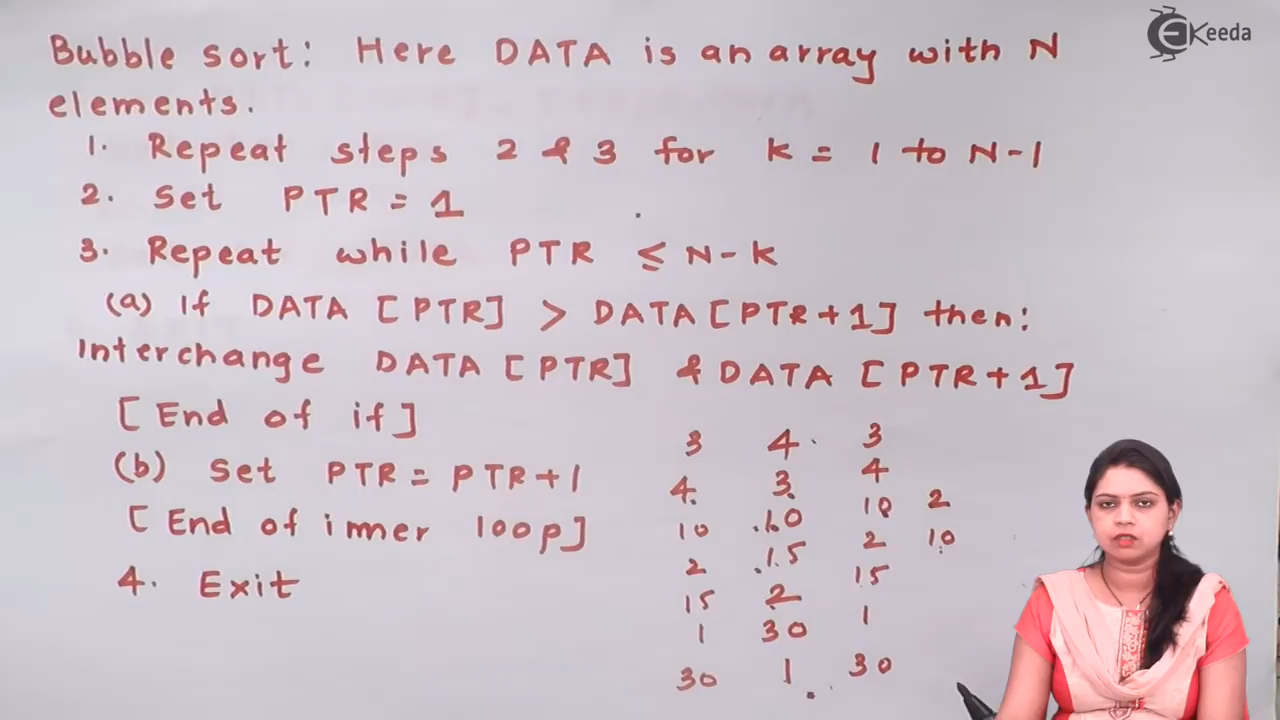 Bubble sort: Here DATA is an array with N
elements.
1. Repeat steps 2 & 3 for K = 1 to N-1
2. Set PTR = 1
3. Repeat while PTR ≤ N-K
(a) If DATA [PTR] > DATA[PTR+1] then:
Interchange DATA [PTR] & DATA [PTR+1]
[End of if]
(b) Set PTR = PTR+1
[End of inner loop]
4. Exit
3 4 3
4 3 4
10 10 10 2
2 15 2 10
15 2 15
1 30 1
30 1 30
EKeeda